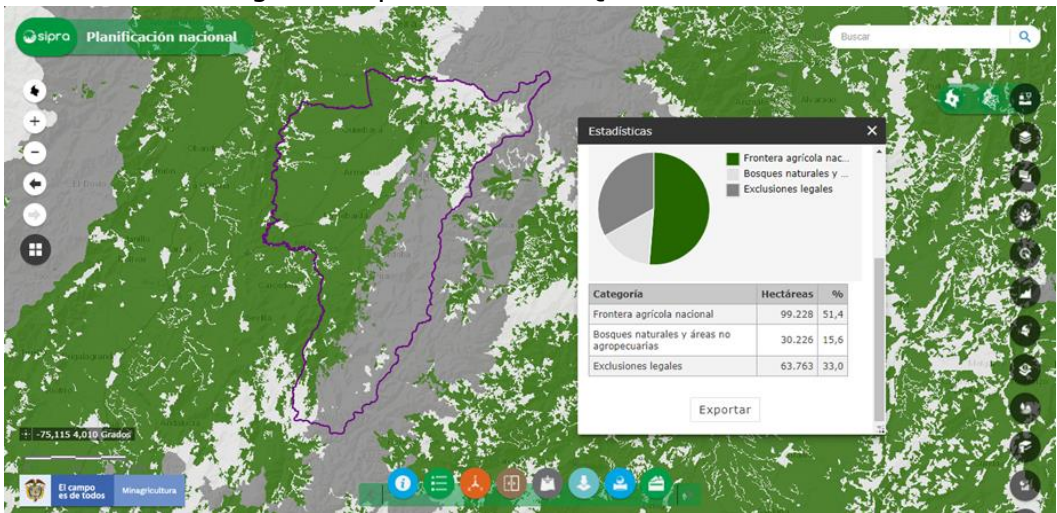 sipra
Planificación nacional
Buscar
Estadísticas
Frontera agrícola nac...
Bosques naturales y ...
Exclusiones legales
Categoría Hectáreas %
Frontera agrícola nacional 99.228 51,4
Bosques naturales y áreas no
agropecuarias 30.226 15,6
Exclusiones legales 63.763 33,0
Exportar
-75,115 4,010 Grados
El campo
es de todos
Minagricultura